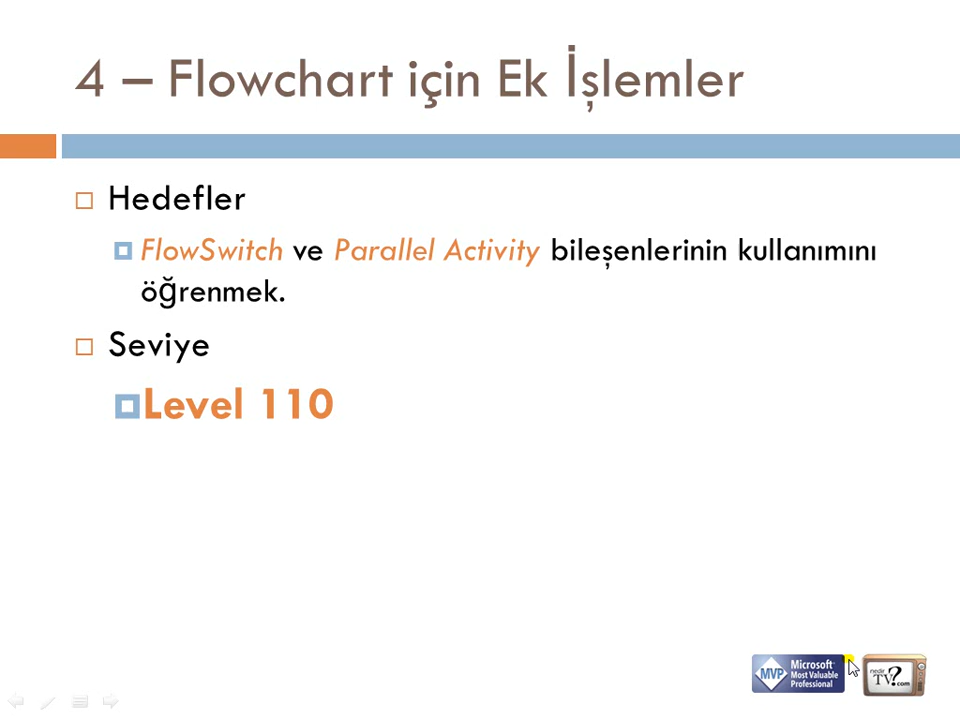 4 – Flowchart için Ek İşlemler
Hedefler
FlowSwitch ve Parallel Activity bileşenlerinin kullanımını
öğrenmek.
Seviye
Level 110
MVP
Microsoft
Most Valuable
Professional
nedir
TV?
.com